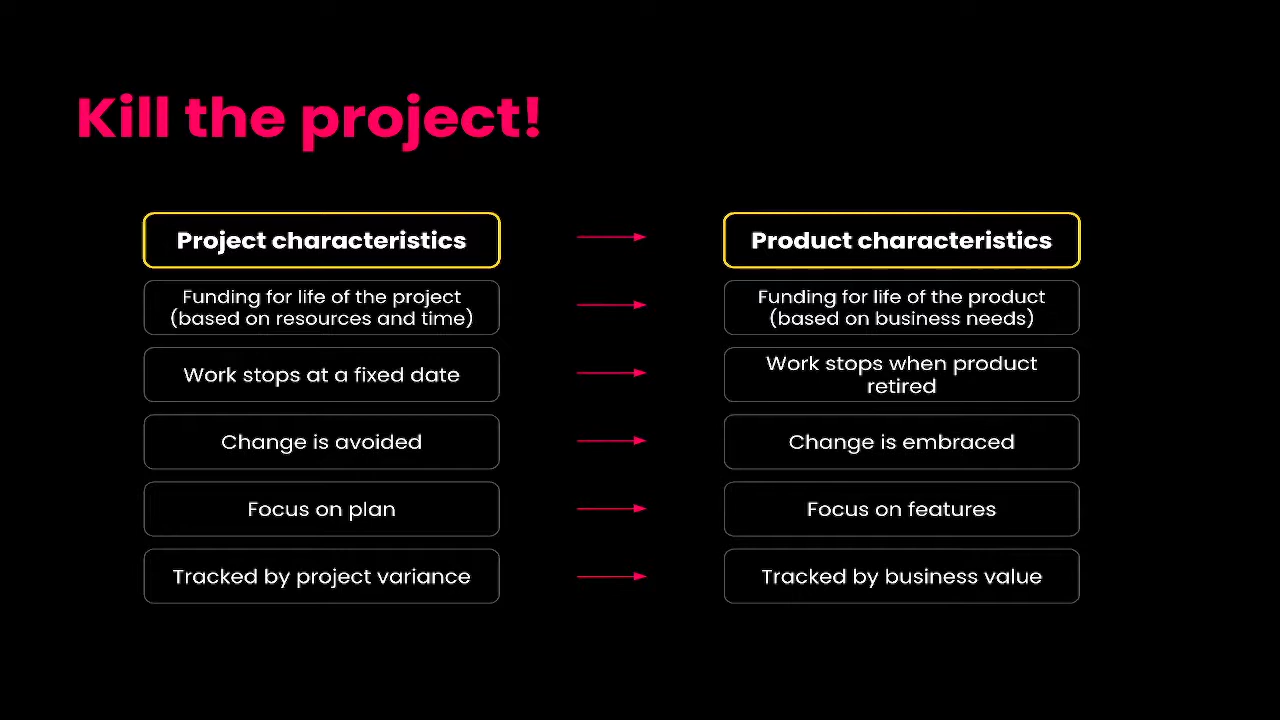 Kill the project!
Project characteristics
Product characteristics
Funding for life of the project
(based on resources and time)
Funding for life of the product
(based on business needs)
Work stops at a fixed date
Work stops when product
retired
Change is avoided
Change is embraced
Focus on plan
Focus on features
Tracked by project variance
Tracked by business value